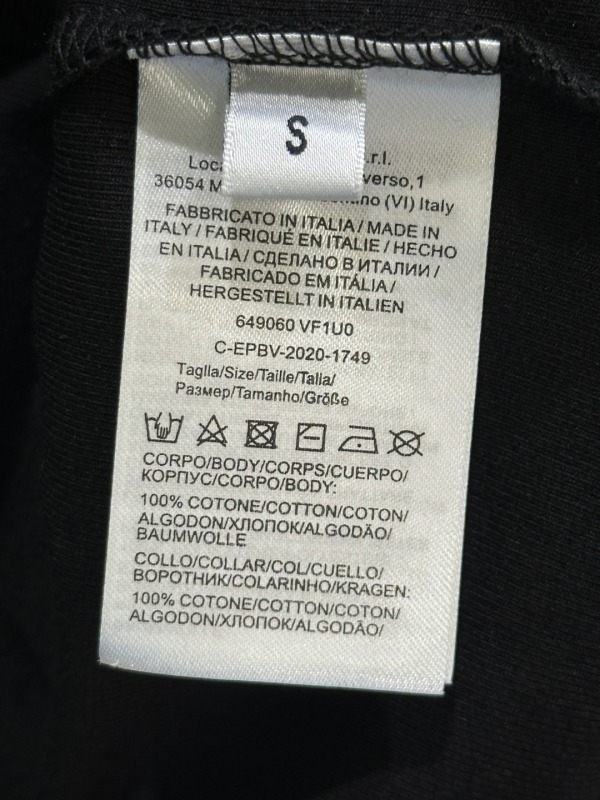 S
.r.l.
verso,1
36054 M
(VI) Italy
FABBRICATO IN ITALIA / MADE IN
ITALY / FABRIQUÉ EN ITALIE / HECHO
EN ITALIA / СДЕЛАНО В ИТАЛИИ /
FABRICADO EM ITÁLIA /
HERGESTELLT IN ITALIEN
649060 VF1U0
C-EPBV-2020-1749
Taglla/Size/Taille/Talla/
Размер/Tamanho/Größe
CORPO/BODY/CORPS/CUERPO/
КОРПУС/CORPO/BODY:
100% COTONE/COTTON/COTON/
ALGODON/ХЛОПОК/ALGODÃO/
BAUMWOLLE
COLLO/COLLAR/COL/CUELLO/
ВОРОТНИК/COLARINHO/KRAGEN:
100% COTONE/COTTON/COTON/
ALGODON/ХЛОПОК/ALGODÃO/